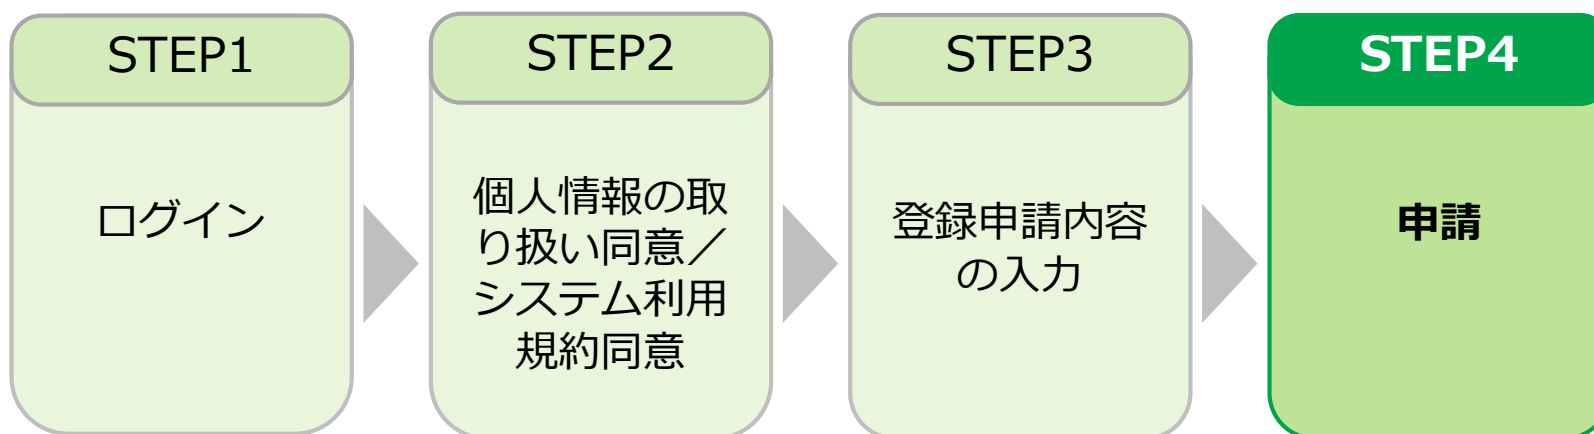 STEP1
ログイン
STEP2
個人情報の取
り扱い同意／
システム利用
規約同意
STEP3
登録申請内容
の入力
STEP4
申請